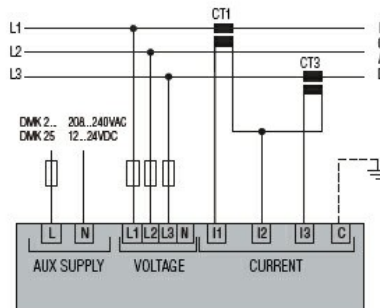 CT1
L1
L2
CT3
L3
DMK 2... 208...240VAC
DMK 25 12...24VDC
L N L1 L2 L3 N I1 I2 I3 C
AUX SUPPLY VOLTAGE CURRENT